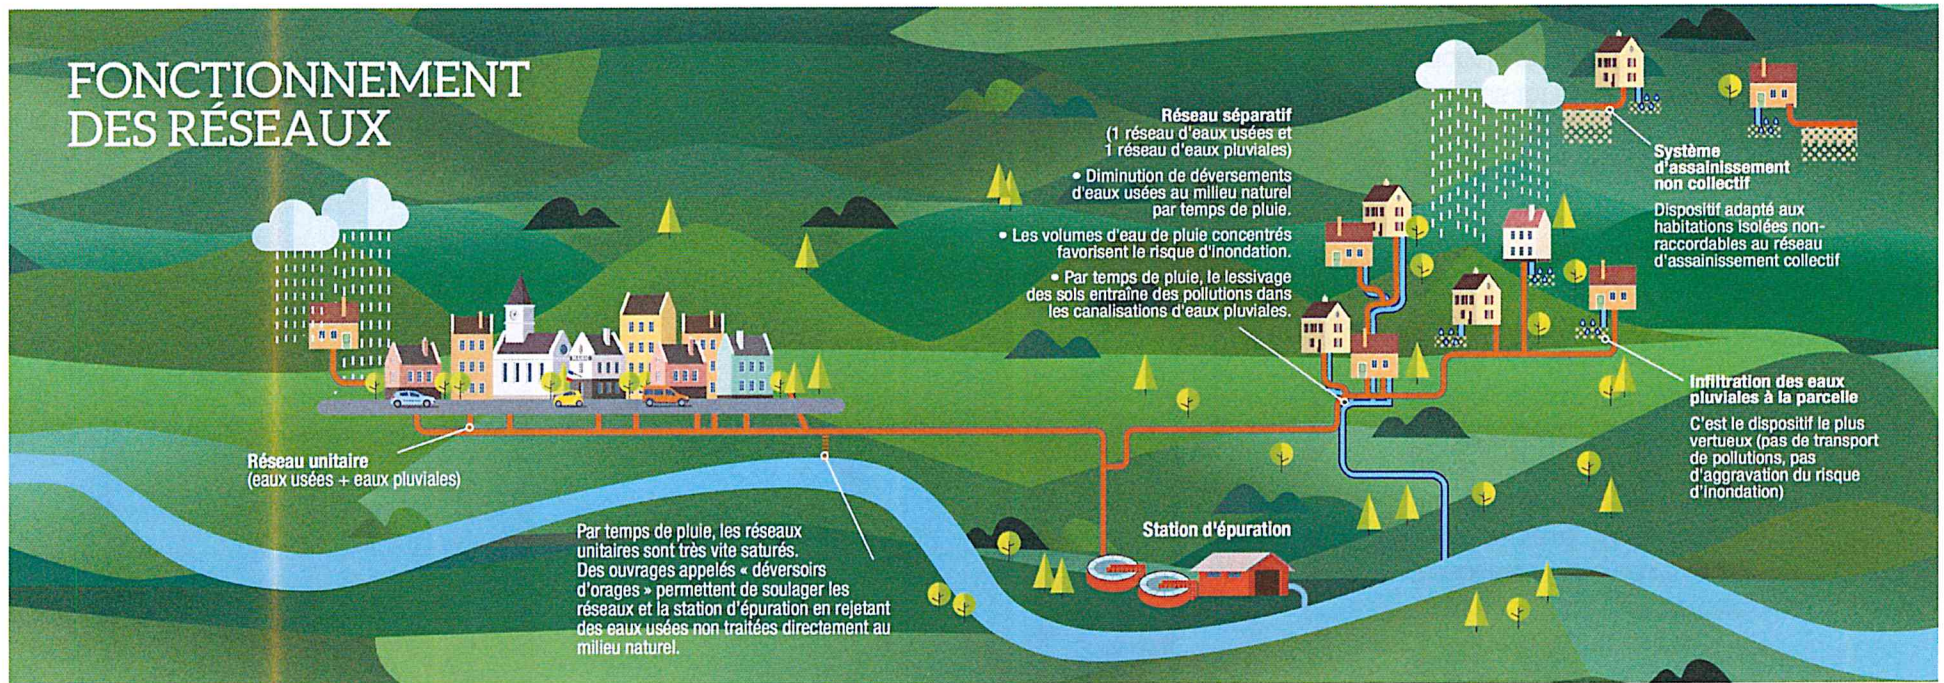 FONCTIONNEMENT
DES RÉSEAUX
Réseau unitaire
(eaux usées + eaux pluviales)
Par temps de pluie, les réseaux
unitaires sont très vite saturés.
Des ouvrages appelés « déversoirs
d'orages » permettent de soulager les
réseaux et la station d'épuration en rejetant
des eaux usées non traitées directement au
milieu naturel.
Réseau séparatif
(1 réseau d'eaux usées et
1 réseau d'eaux pluviales)
• Diminution de déversements
d'eaux usées au milieu naturel
par temps de pluie.
• Les volumes d'eau de pluie concentrés
favorisent le risque d'inondation.
• Par temps de pluie, le lessivage
des sols entraîne des pollutions dans
les canalisations d'eaux pluviales.
Station d'épuration
Système
d'assainissement
non collectif
Dispositif adapté aux
habitations isolées non-
raccordables au réseau
d'assainissement collectif
Infiltration des eaux
pluviales à la parcelle
C'est le dispositif le plus
vertueux (pas de transport
de pollutions, pas
d'aggravation du risque
d'inondation)
MAIRIE